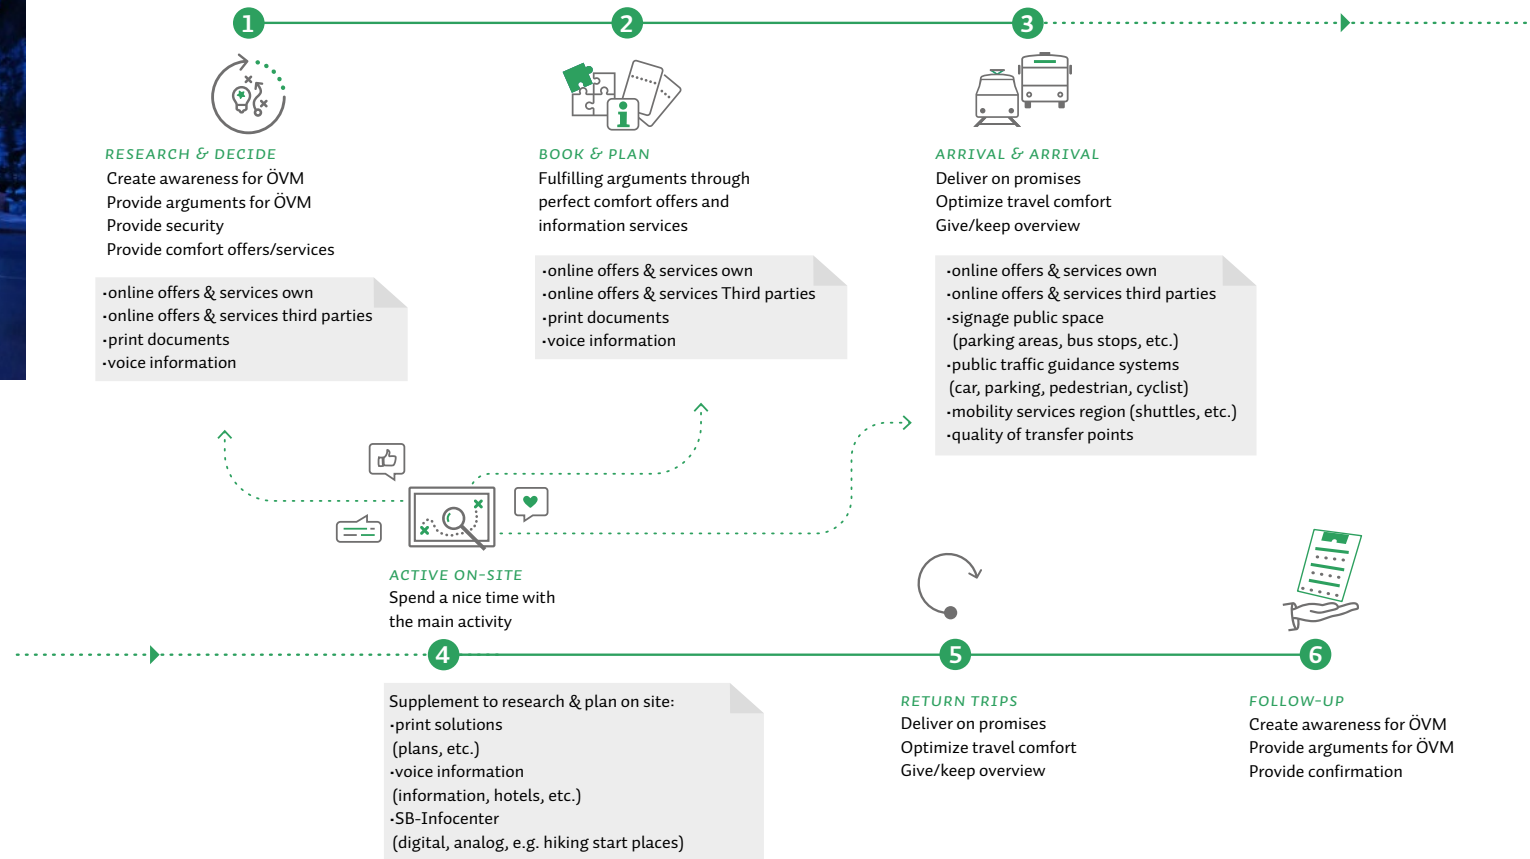 1
2
3
RESEARCH & DECIDE
Create awareness for ÖVM
Provide arguments for ÖVM
Provide security
Provide comfort offers/services
·online offers & services own
·online offers & services third parties
·print documents
·voice information
BOOK & PLAN
Fulfilling arguments through
perfect comfort offers and
information services
·online offers & services own
·online offers & services Third parties
·print documents
·voice information
ARRIVAL & ARRIVAL
Deliver on promises
Optimize travel comfort
Give/keep overview
·online offers & services own
·online offers & services third parties
·signage public space
(parking areas, bus stops, etc.)
·public traffic guidance systems
(car, parking, pedestrian, cyclist)
·mobility services region (shuttles, etc.)
·quality of transfer points
ACTIVE ON-SITE
Spend a nice time with
the main activity
4
5
6
Supplement to research & plan on site:
·print solutions
(plans, etc.)
·voice information
(information, hotels, etc.)
·SB-Infocenter
(digital, analog, e.g. hiking start places)
RETURN TRIPS
Deliver on promises
Optimize travel comfort
Give/keep overview
FOLLOW-UP
Create awareness for ÖVM
Provide arguments for ÖVM
Provide confirmation